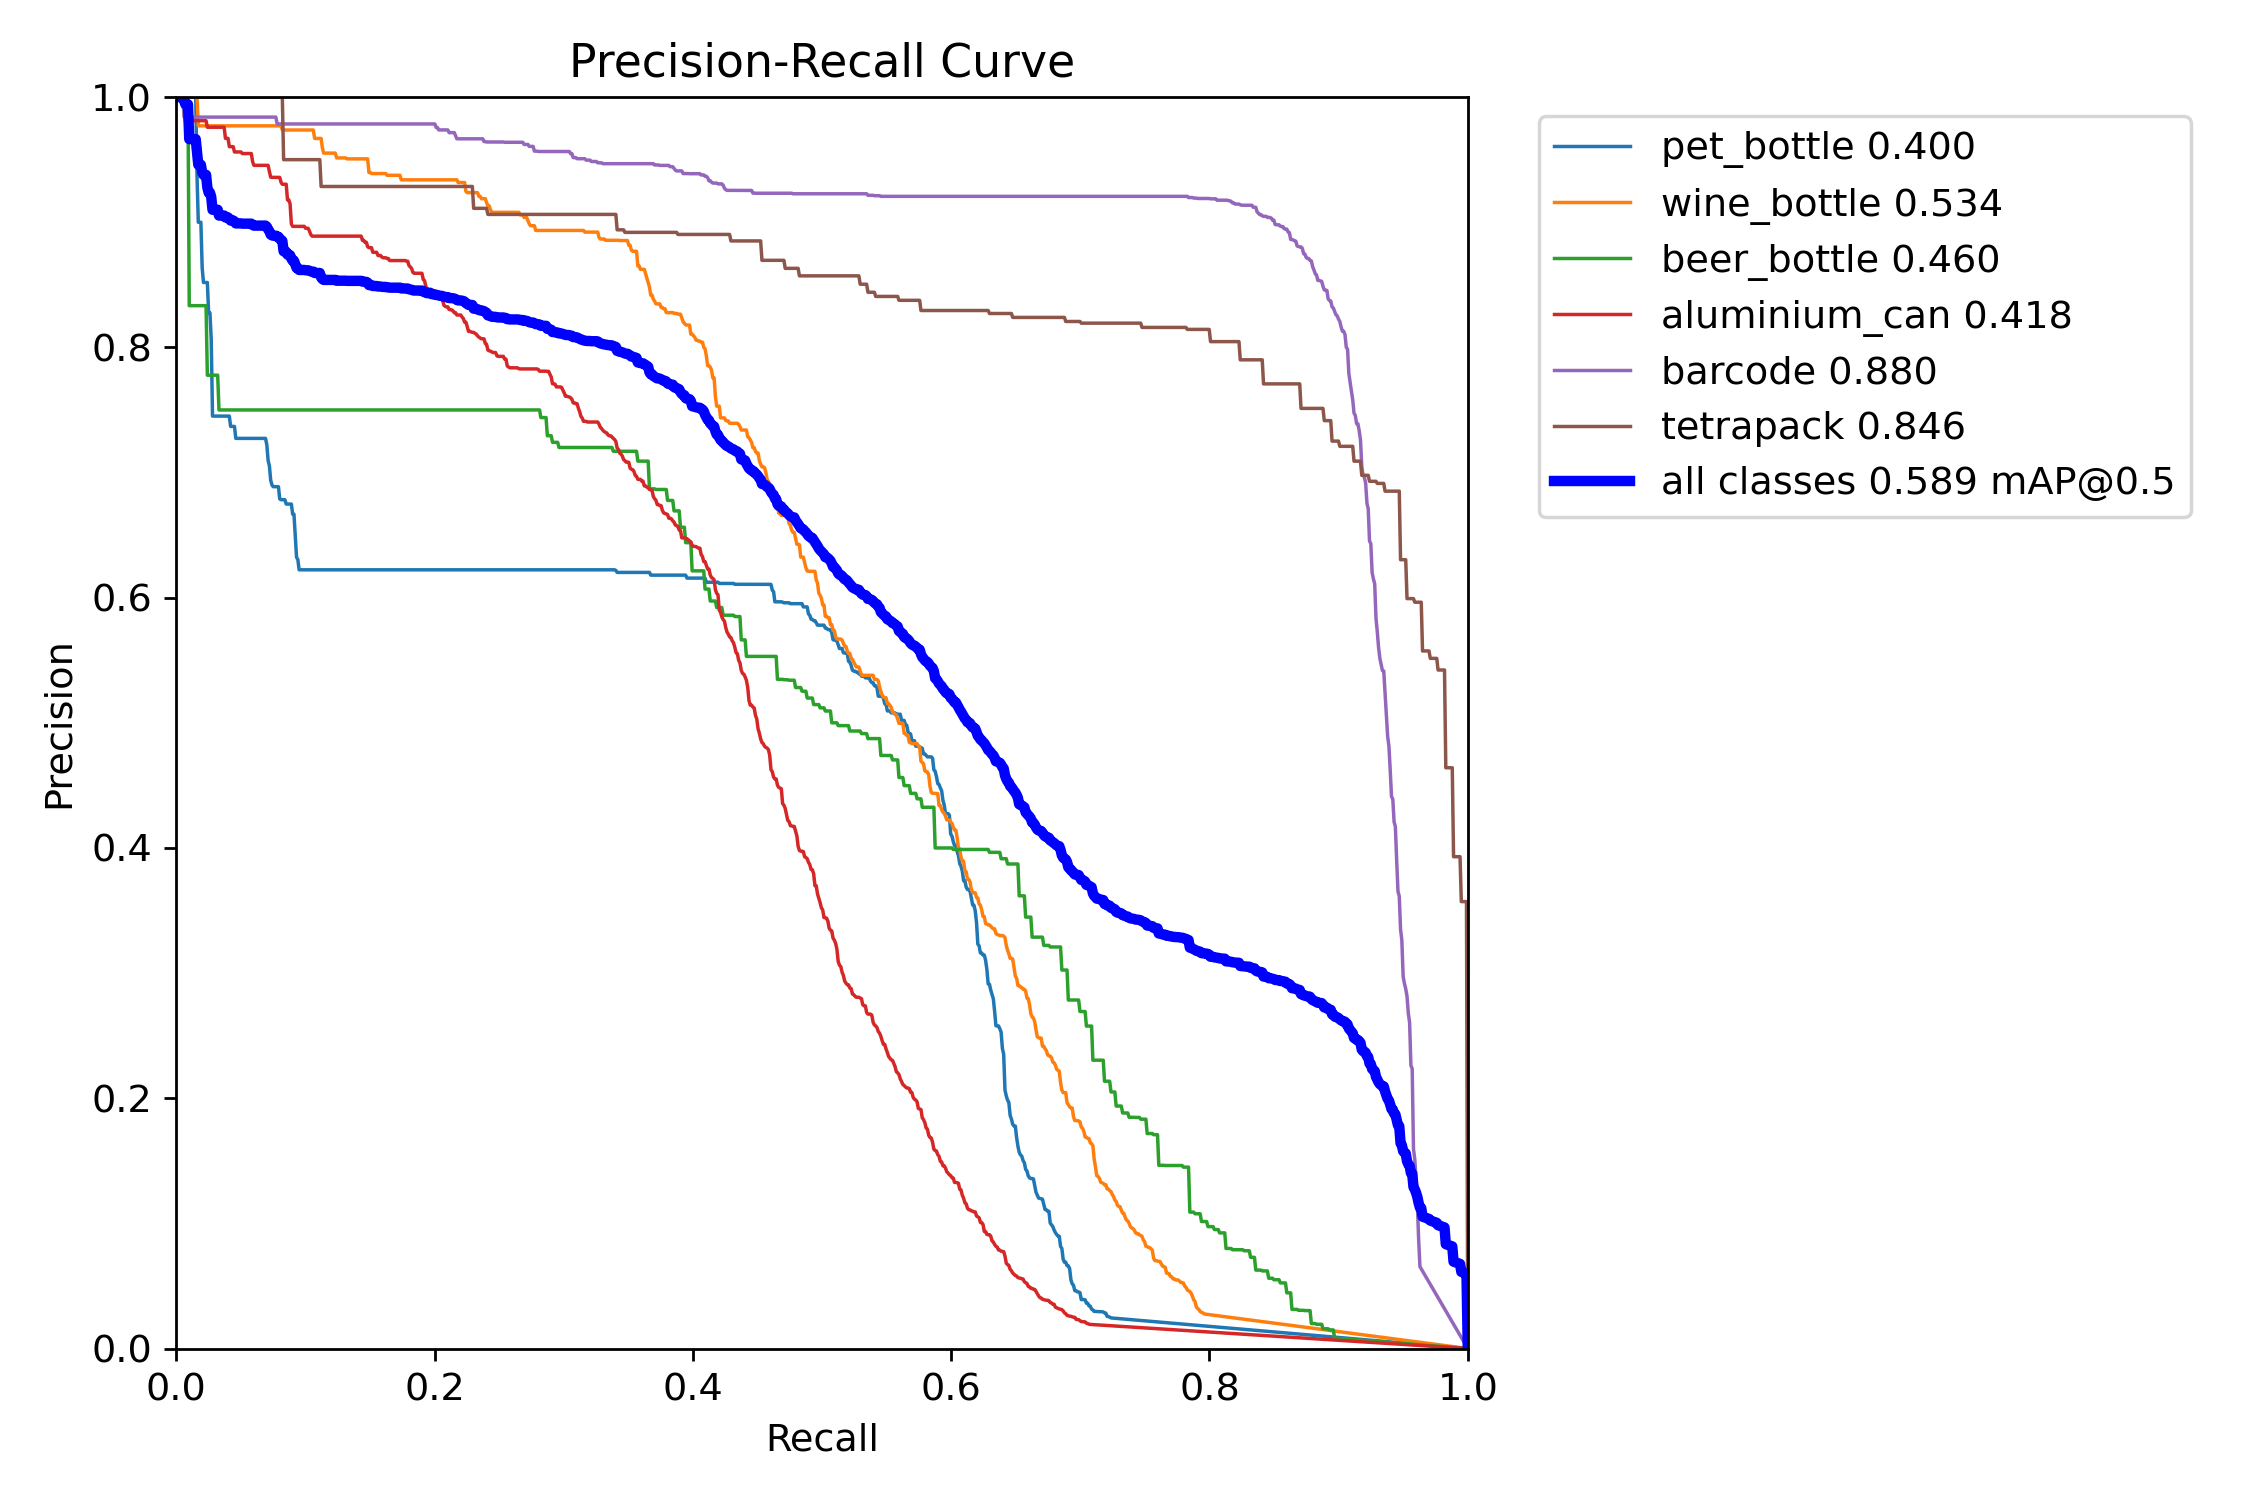 Precision-Recall Curve
1.0
0.8
0.6
0.4
0.2
0.0
Precision
0.0 0.2 0.4 0.6 0.8 1.0
Recall
pet_bottle 0.400
wine_bottle 0.534
beer_bottle 0.460
aluminium_can 0.418
barcode 0.880
tetrapack 0.846
all classes 0.589 mAP@0.5